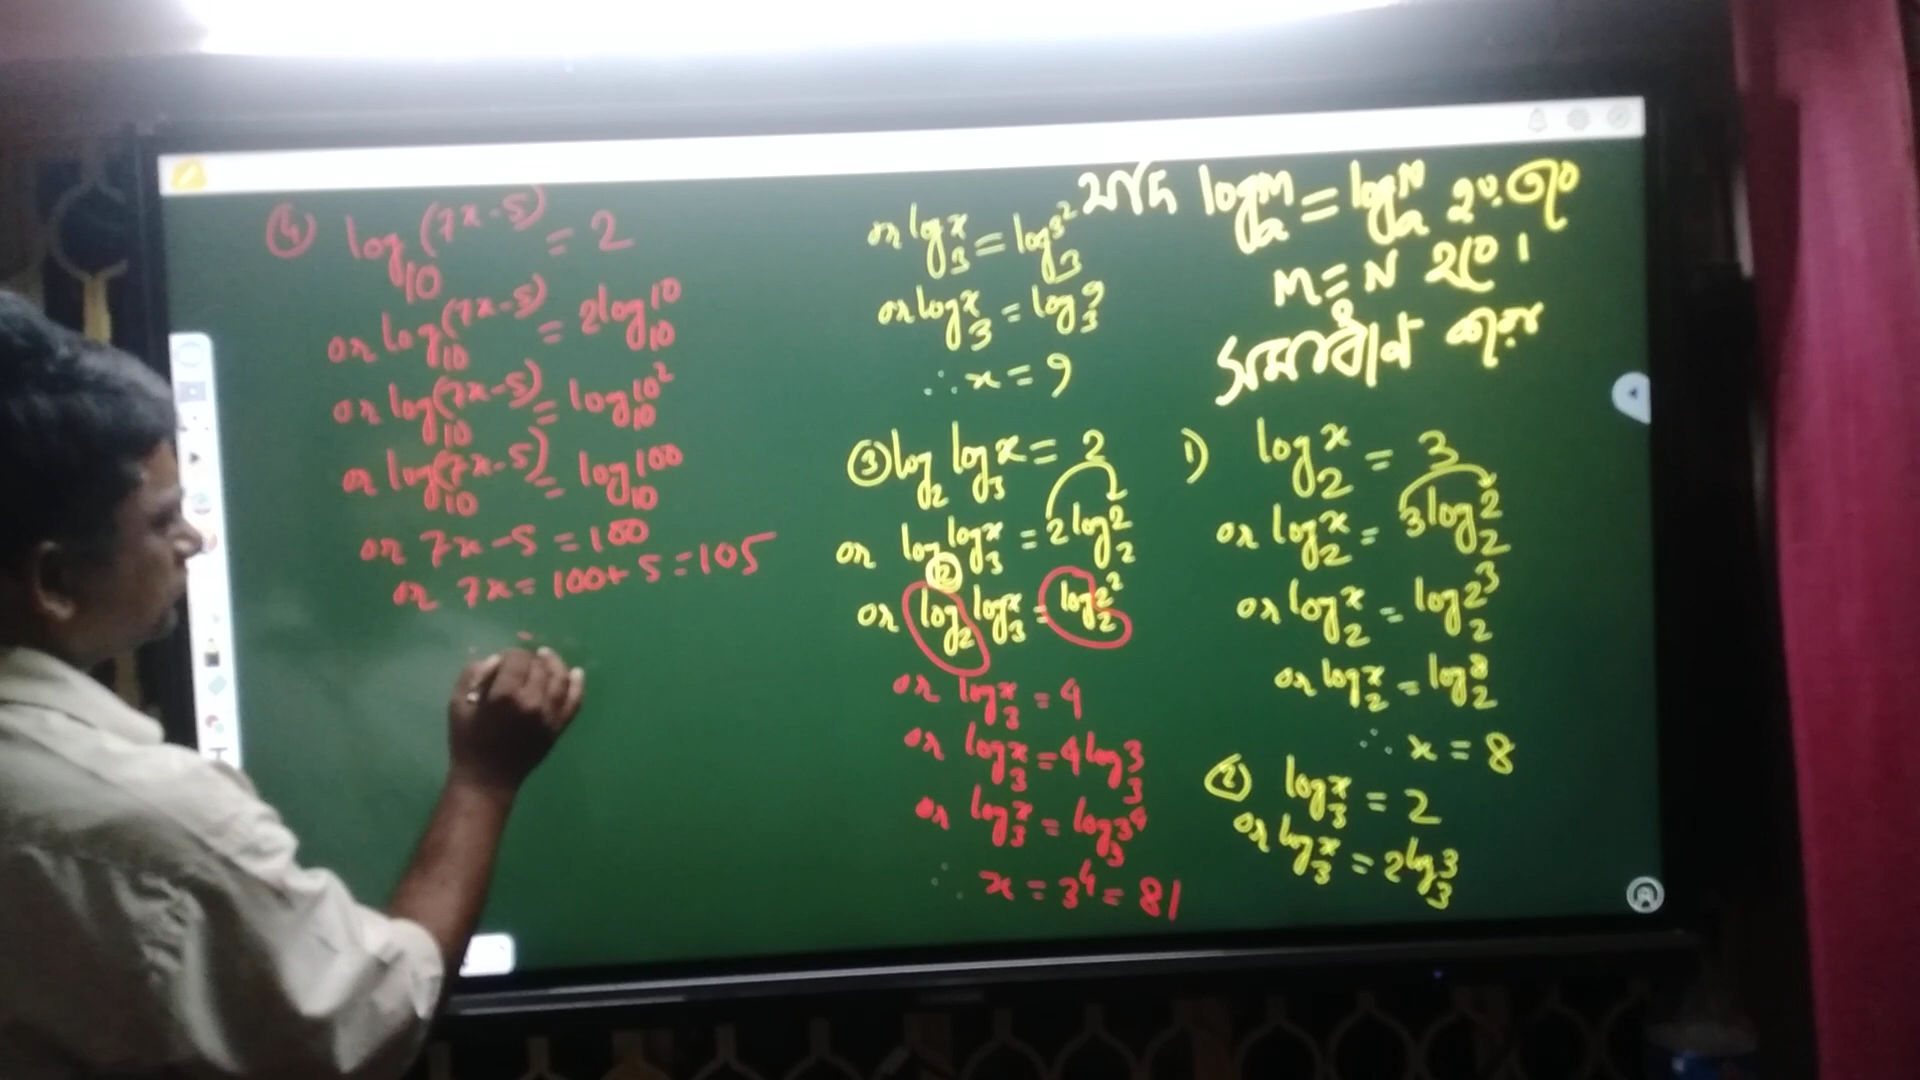 যদি logₐM = logₐN হয়. তবে
M = N হবে।
সমাধান কর
1) log₂x = 3
or log₂x = 3log₂2
or log₂x = log₂2³
or log₂x = log₂8
∴ x = 8
② log₃x = 2
or log₃x = 2log₃3
or log₃x = log₃3²
or log₃x = log₃9
∴ x = 9
③ log₂ log₃x = 2
or log₂ log₃x = 2log₂2
or log₂ log₃x = log₂2²
or log₃x = 4
or log₃x = 4log₃3
or log₃x = log₃3⁴
∴ x = 3⁴ = 81
④ log₁₀(7x-5) = 2
or log₁₀(7x-5) = 2log₁₀10
or log₁₀(7x-5) = log₁₀10²
or log₁₀(7x-5) = log₁₀100
or 7x-5 = 100
or 7x = 100+5 = 105